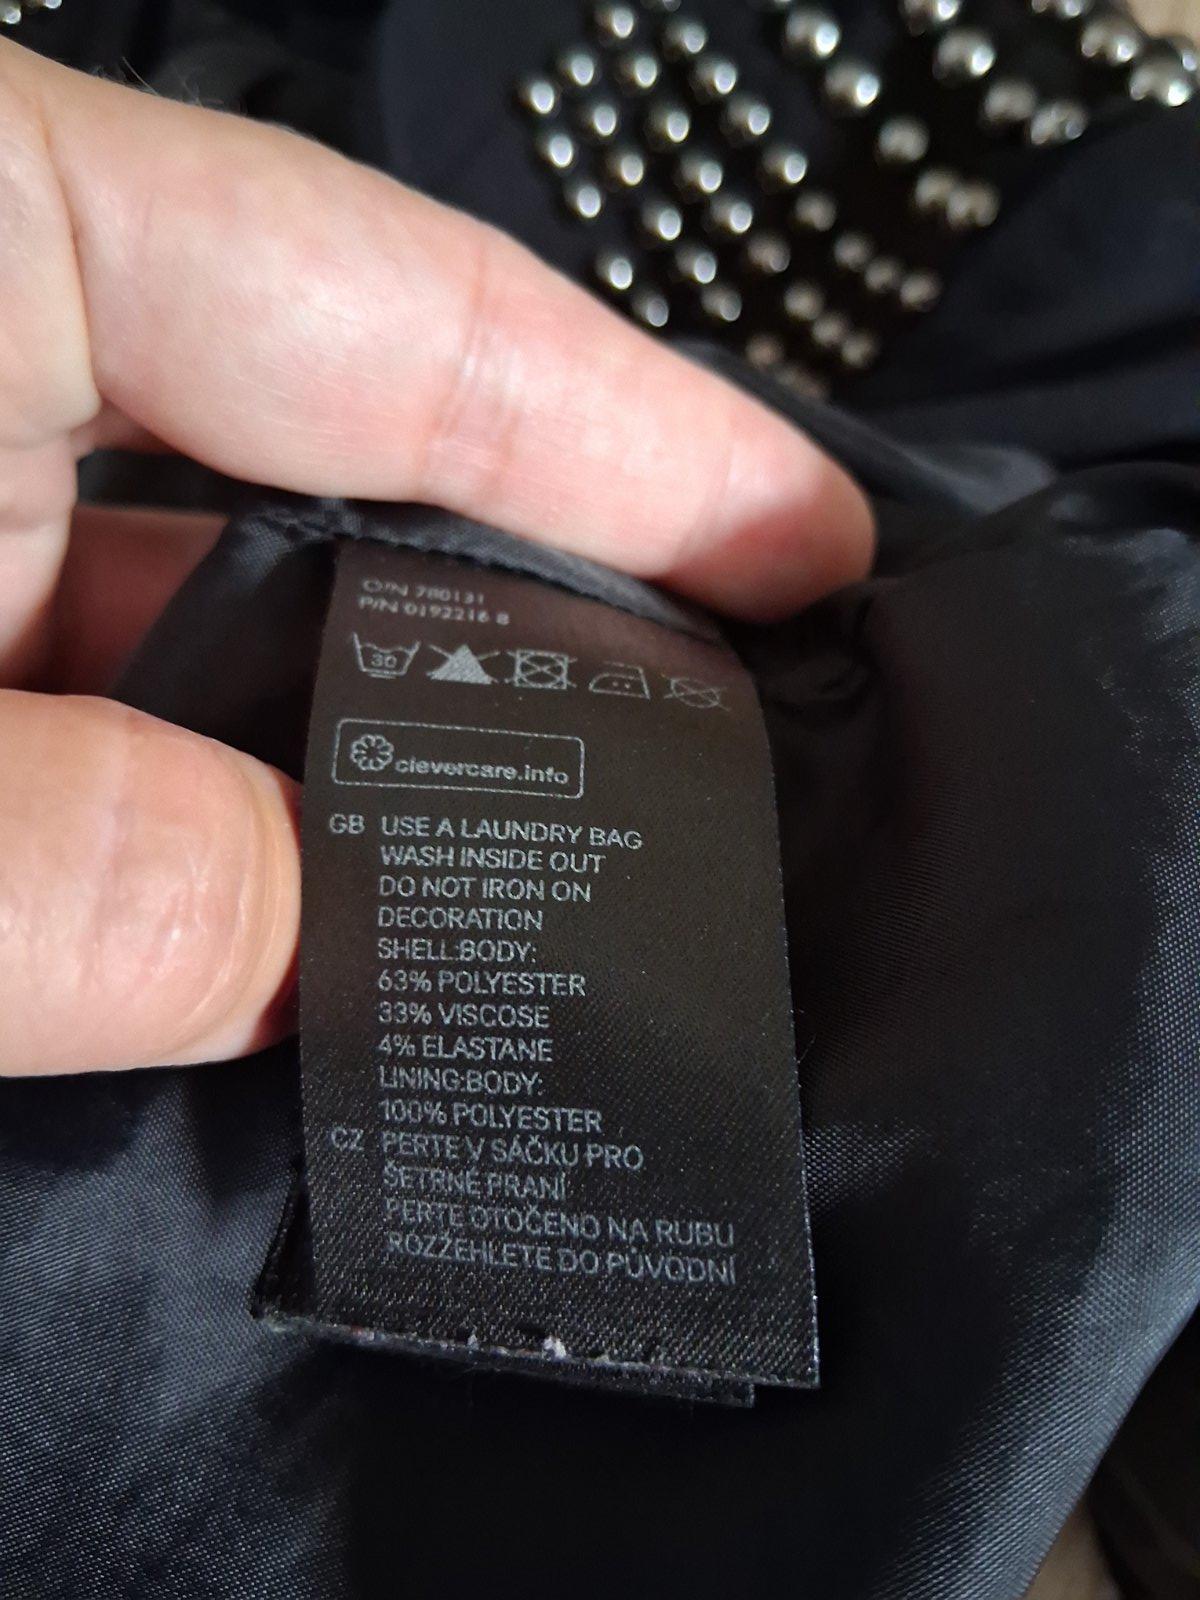 O/N 780131
P/N 0192216 8
30
clevercare.info
GB USE A LAUNDRY BAG
WASH INSIDE OUT
DO NOT IRON ON
DECORATION
SHELL:BODY:
63% POLYESTER
33% VISCOSE
4% ELASTANE
LINING:BODY:
100% POLYESTER
CZ PERTE V SÁČKU PRO
ŠETRNÉ PRANÍ
PERTE OTOČENO NA RUBU
ROZŽEHLETE DO PŮVODNÍ